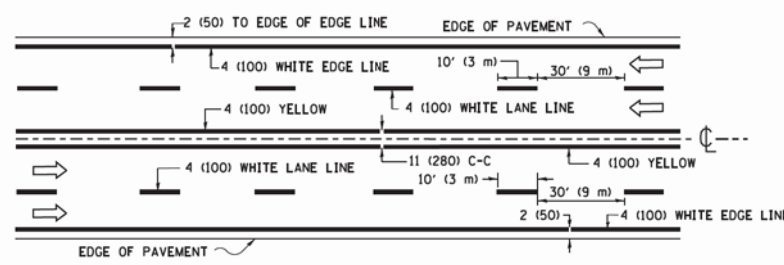 2 (50) TO EDGE OF EDGE LINE
EDGE OF PAVEMENT
4 (100) WHITE EDGE LINE
10' (3 m)
30' (9 m)
4 (100) YELLOW
4 (100) WHITE LANE LINE
CL
4 (100) WHITE LANE LINE
11 (280) C-C
4 (100) YELLOW
10' (3 m)
30' (9 m)
2 (50)
4 (100) WHITE EDGE LINE
EDGE OF PAVEMENT